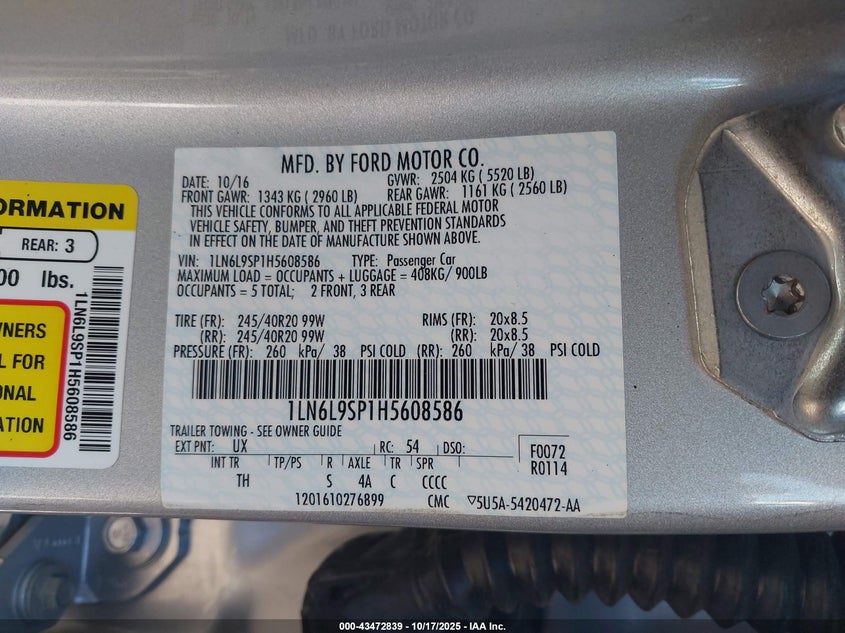 MFD. BY FORD MOTOR CO.
DATE: 10/16 GVWR: 2504 KG ( 5520 LB)
FRONT GAWR: 1343 KG ( 2960 LB) REAR GAWR: 1161 KG ( 2560 LB)
THIS VEHICLE CONFORMS TO ALL APPLICABLE FEDERAL MOTOR
VEHICLE SAFETY, BUMPER, AND THEFT PREVENTION STANDARDS
IN EFFECT ON THE DATE OF MANUFACTURE SHOWN ABOVE.
VIN: 1LN6L9SP1H5608586 TYPE: Passenger Car
MAXIMUM LOAD = OCCUPANTS + LUGGAGE = 408KG/ 900LB
OCCUPANTS = 5 TOTAL; 2 FRONT, 3 REAR
TIRE (FR): 245/40R20 99W RIMS (FR): 20x8.5
(RR): 245/40R20 99W (RR): 20x8.5
PRESSURE (FR): 260 kPa/ 38 PSI COLD (RR): 260 kPa/ 38 PSI COLD
1LN6L9SP1H5608586
TRAILER TOWING - SEE OWNER GUIDE
EXT PNT: UX RC: 54 DSO: F0072
INT TR TP/PS R AXLE TR SPR R0114
TH S 4A C CCCC
1201610276899 CMC ▽5U5A-5420472-AA
ORMATION
REAR: 3
00 lbs.
1LN6L9SP1H5608586
WNERS
L FOR
ONAL
ATION
000-43472839 - 10/17/2025 - IAA Inc.